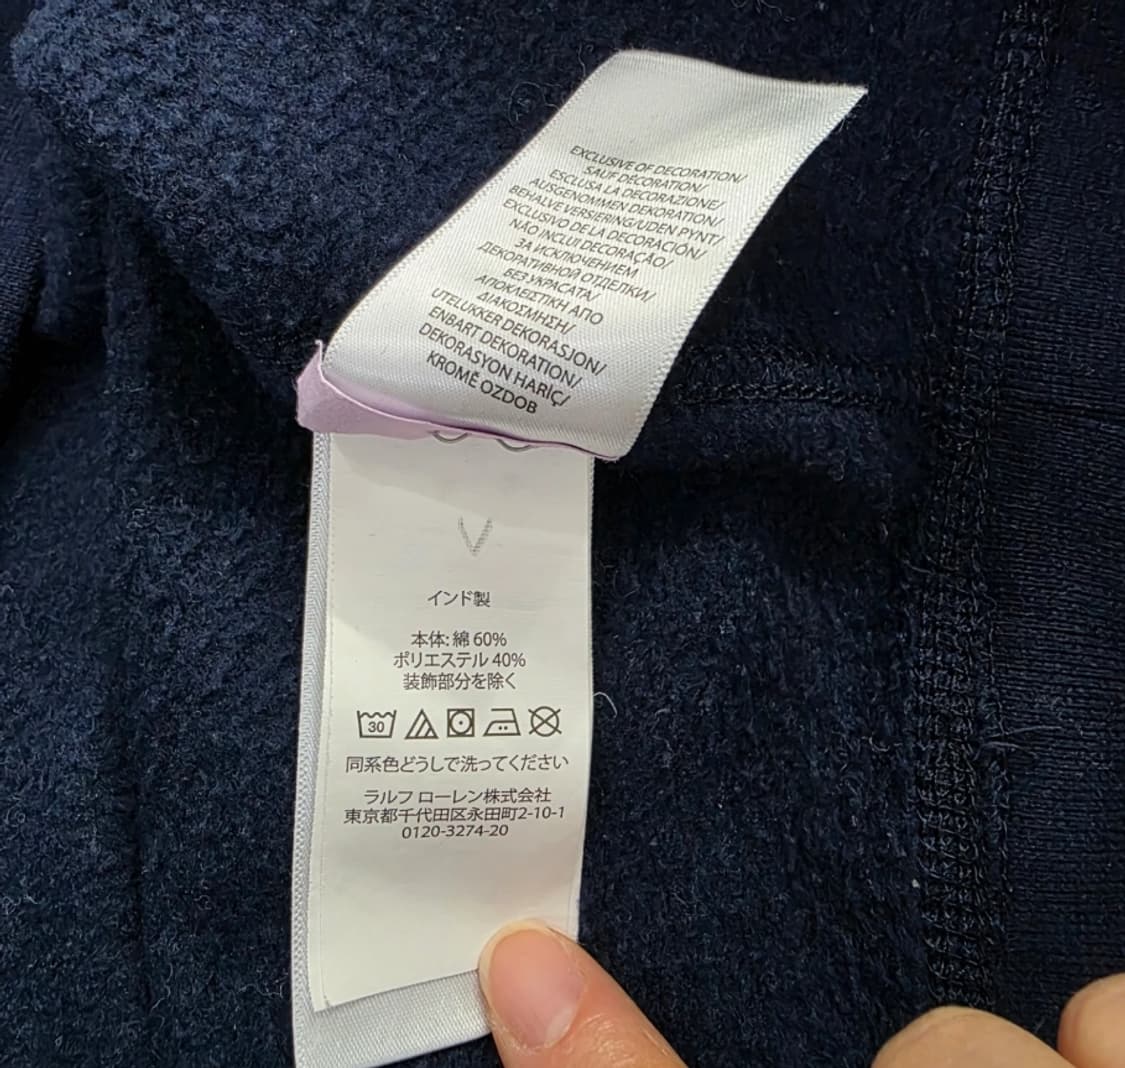 EXCLUSIVE OF DECORATION/
SAUF DÉCORATION/
ESCLUSA LA DECORAZIONE/
AUSGENOMMEN DEKORATION/
BEHALVE VERSIERING/UDEN PYNT/
EXCLUSIVO DE LA DECORACIÓN/
NÃO INCLUI DECORAÇÃO/
ЗА ИСКЛЮЧЕНИЕМ
ДЕКОРАТИВНОЙ ОТДЕЛКИ/
БЕЗ УКРАСАТА/
ΑΠΟΚΛΕΙΣΤΙΚΗ ΑΠΟ
ΔΙΑΚΟΣΜΗΣΗ/
UTELUKKER DEKORASJON/
ENBART DEKORATION/
DEKORASYON HARİÇ/
KROMĚ OZDOB
インド製
本体: 綿 60%
ポリエステル 40%
装飾部分を除く
30
同系色どうしで洗ってください
ラルフ ローレン株式会社
東京都千代田区永田町2-10-1
0120-3274-20